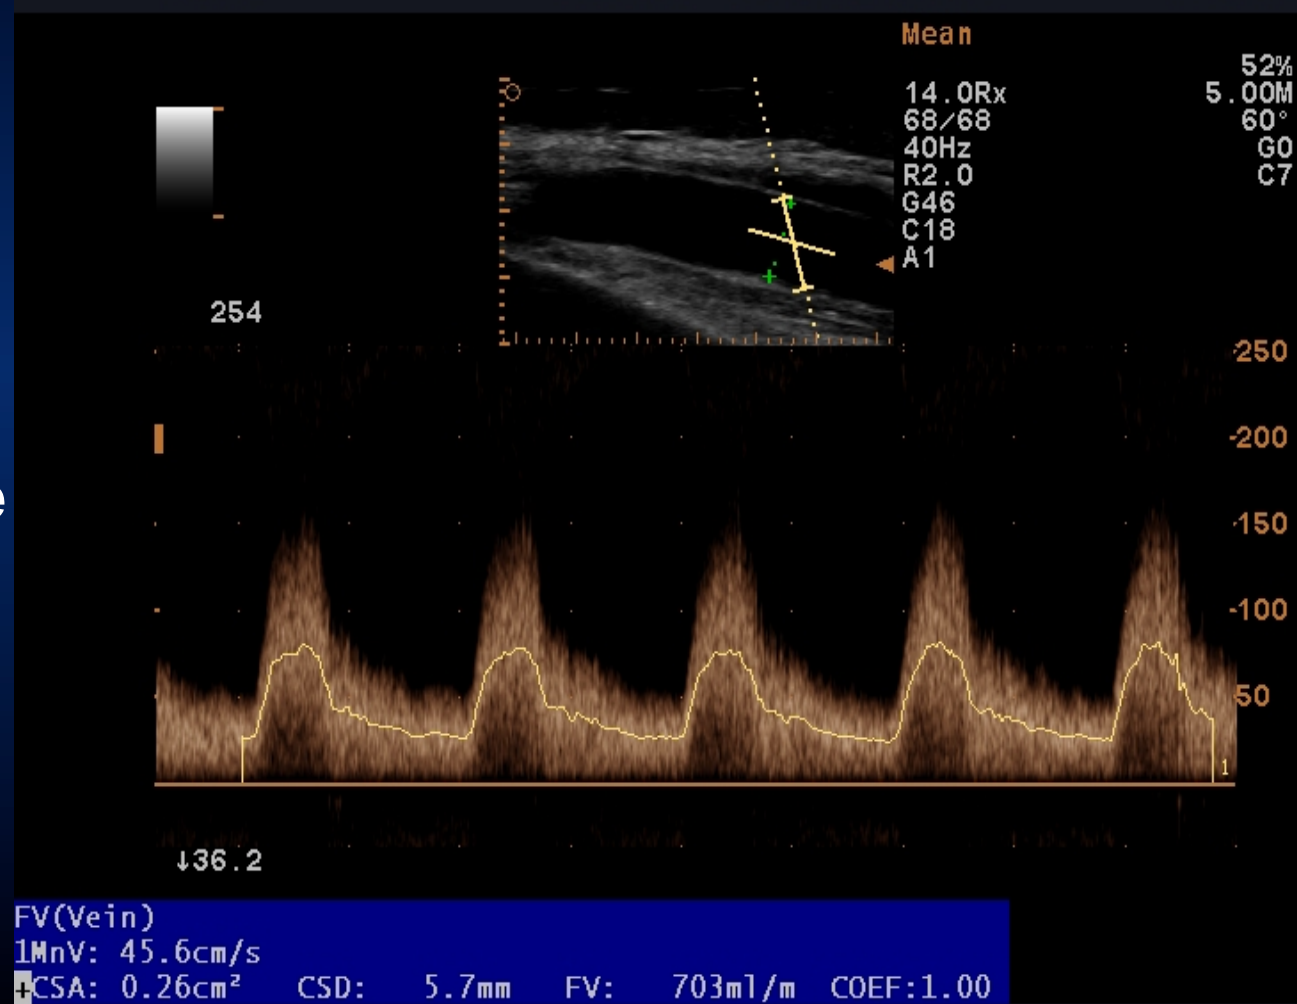 Mean
52%
14.0Rx 5.00M
68/68 60°
40Hz G0
R2.0 C7
G46
C18
A1
254
250
-200
e
-150
-100
50
1
↓36.2
FV(Vein)
1MnV: 45.6cm/s
+CSA: 0.26cm² CSD: 5.7mm FV: 703ml/m COEF:1.00